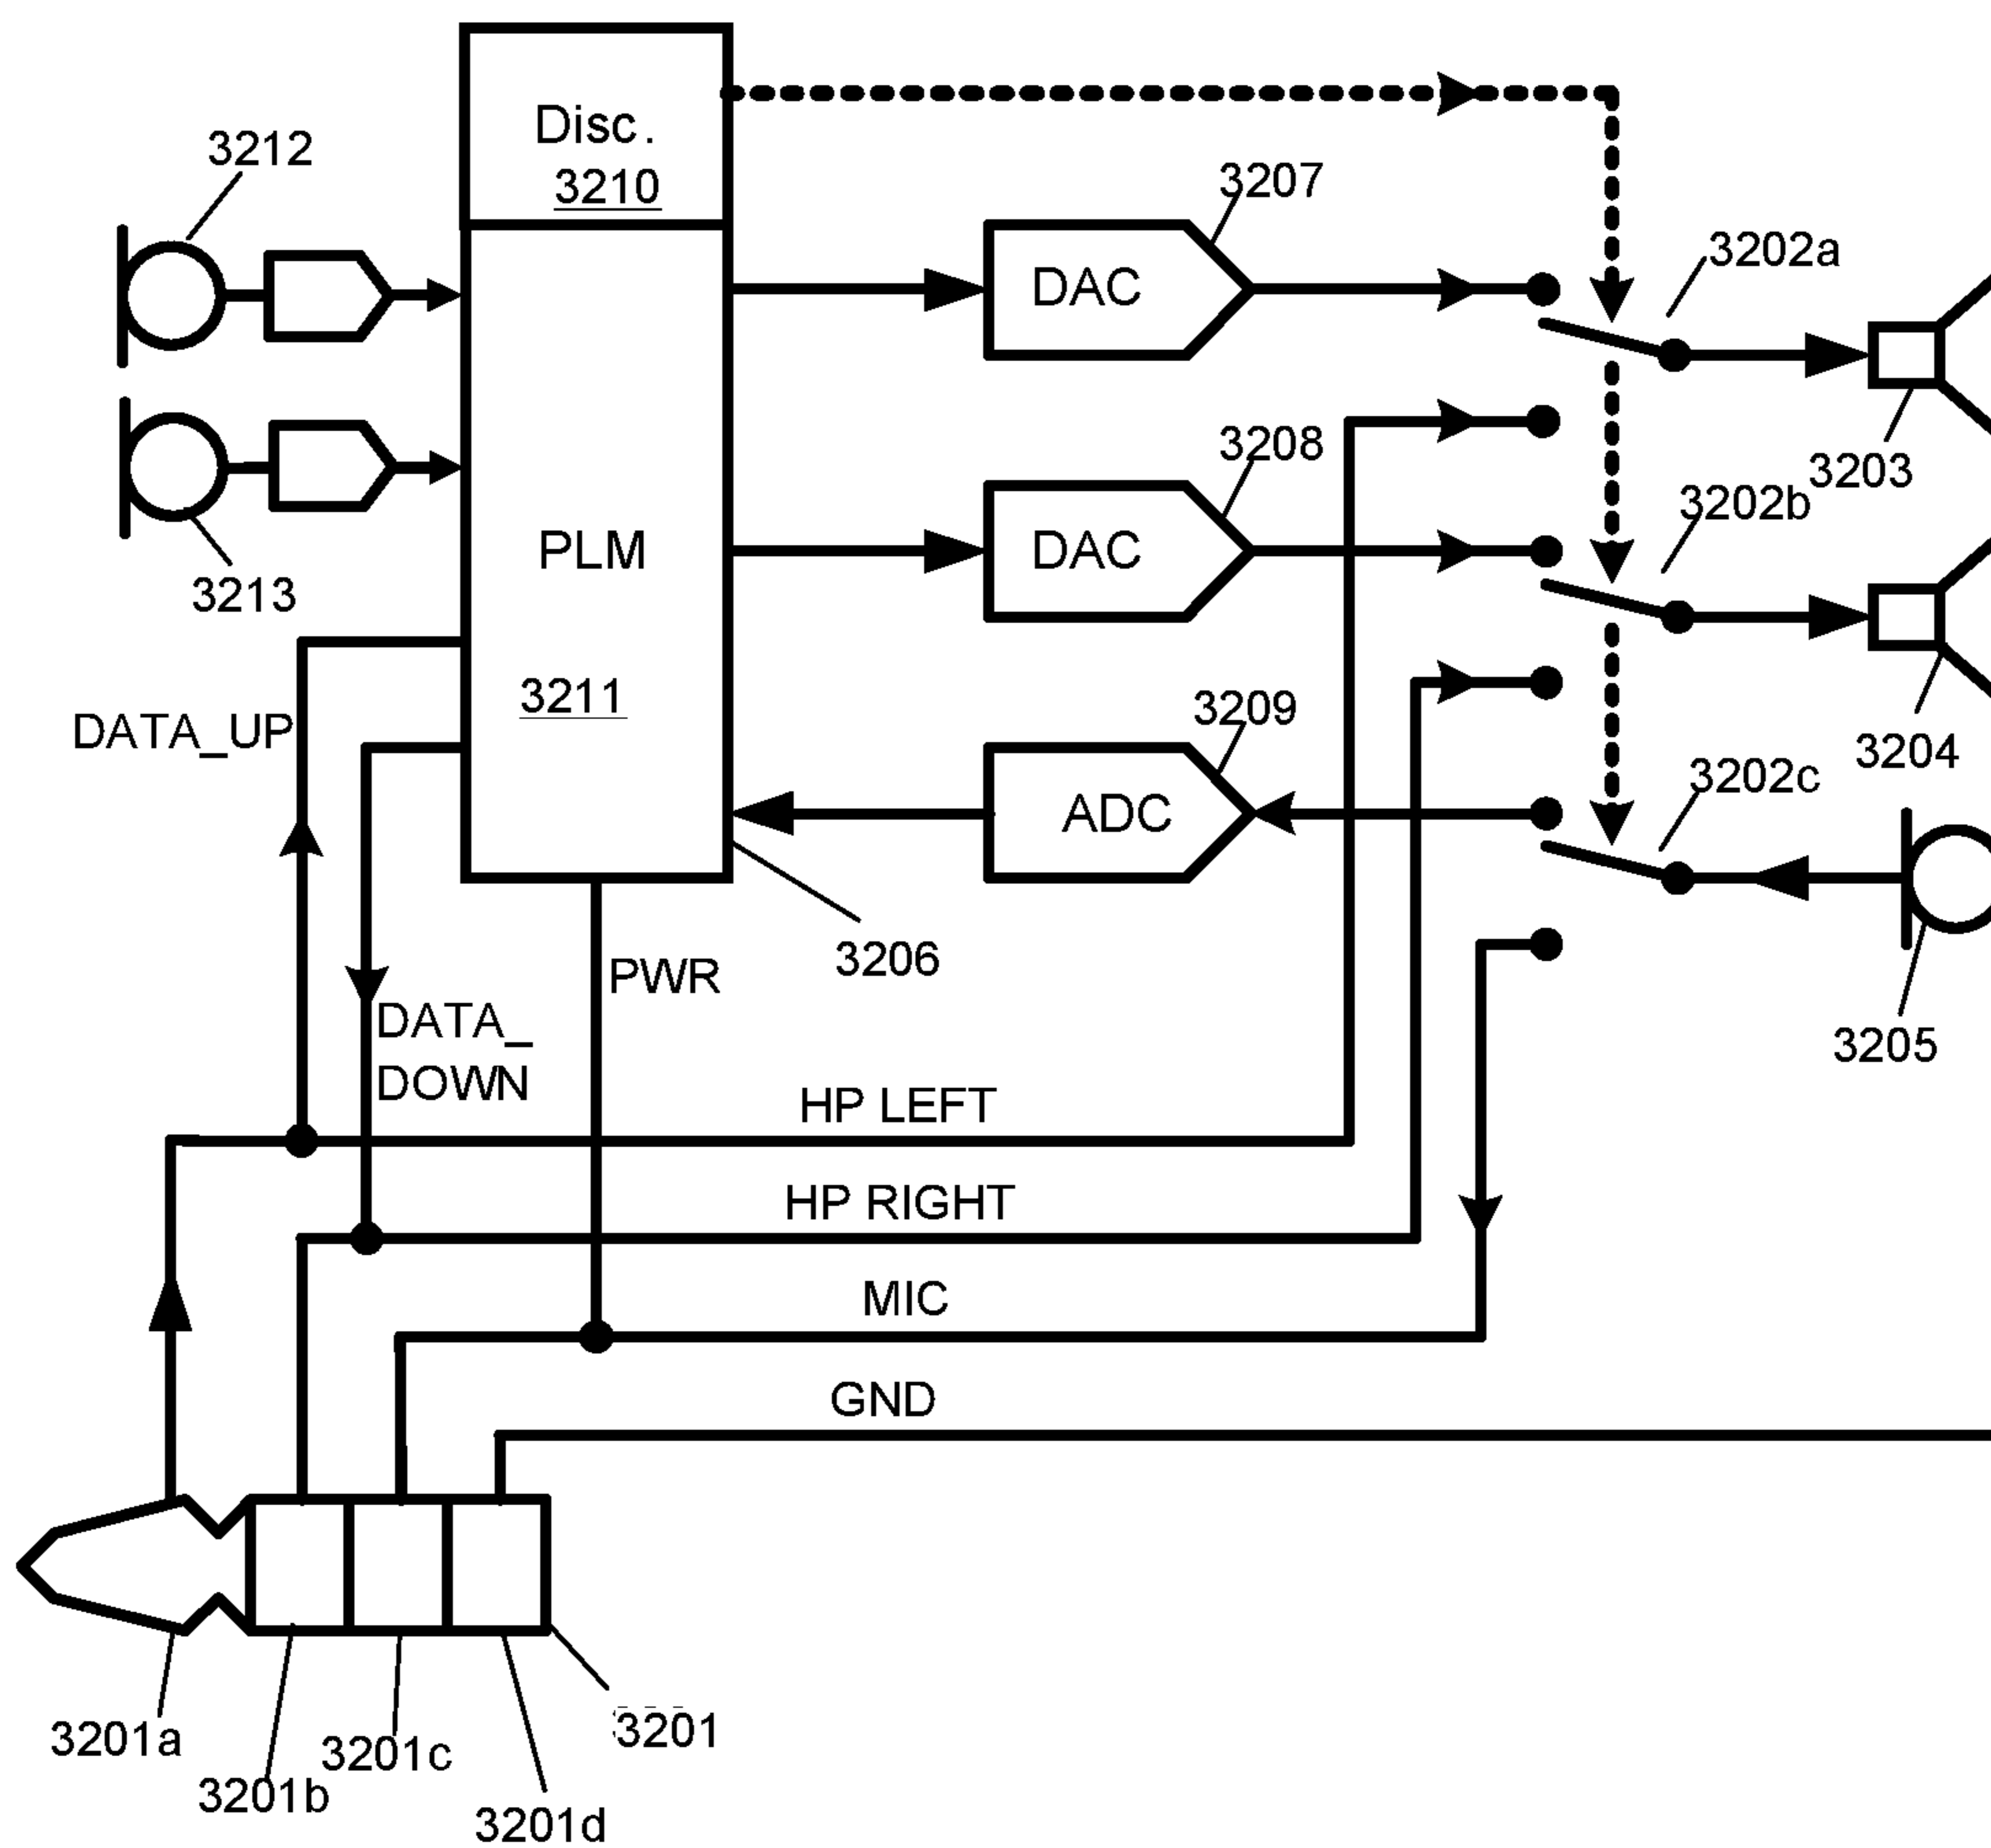 Disc.
3210
3212
3207
3202a
DAC
3208
3203
3202b
PLM
DAC
3213
3211
3209
DATA_UP
3204
3202c
ADC
3206
PWR
DATA_
DOWN
3205
HP LEFT
HP RIGHT
MIC
GND
3201
3201a
3201c
3201b
3201d